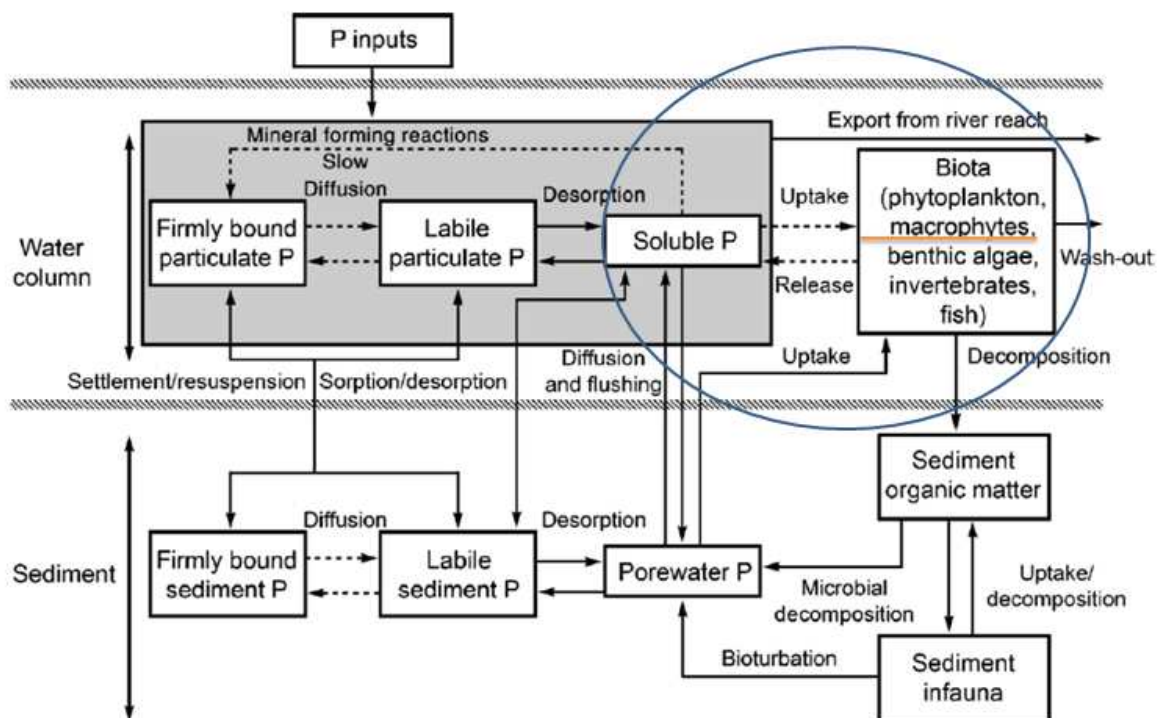 P inputs
Mineral forming reactions
Slow
Export from river reach
Diffusion
Desorption
Uptake
Biota
(phytoplankton,
macrophytes,
benthic algae,
invertebrates,
fish)
Firmly bound
particulate P
Labile
particulate P
Soluble P
Water
column
Wash-out
Release
Diffusion
and flushing
Uptake
Decomposition
Settlement/resuspension
Sorption/desorption
Sediment
organic matter
Diffusion
Desorption
Sediment
Firmly bound
sediment P
Labile
sediment P
Porewater P
Microbial
decomposition
Uptake/
decomposition
Bioturbation
Sediment
infauna